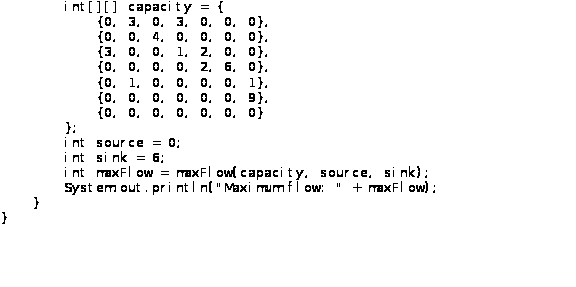 int[][] capacity = {
{0, 3, 0, 3, 0, 0, 0},
{0, 0, 4, 0, 0, 0, 0},
{3, 0, 0, 1, 2, 0, 0},
{0, 0, 0, 0, 2, 6, 0},
{0, 1, 0, 0, 0, 0, 1},
{0, 0, 0, 0, 0, 0, 9},
{0, 0, 0, 0, 0, 0, 0}
};
int source = 0;
int sink = 6;
int maxFlow = maxFlow(capacity, source, sink);
System.out.println("Maximum flow: " + maxFlow);
}
}